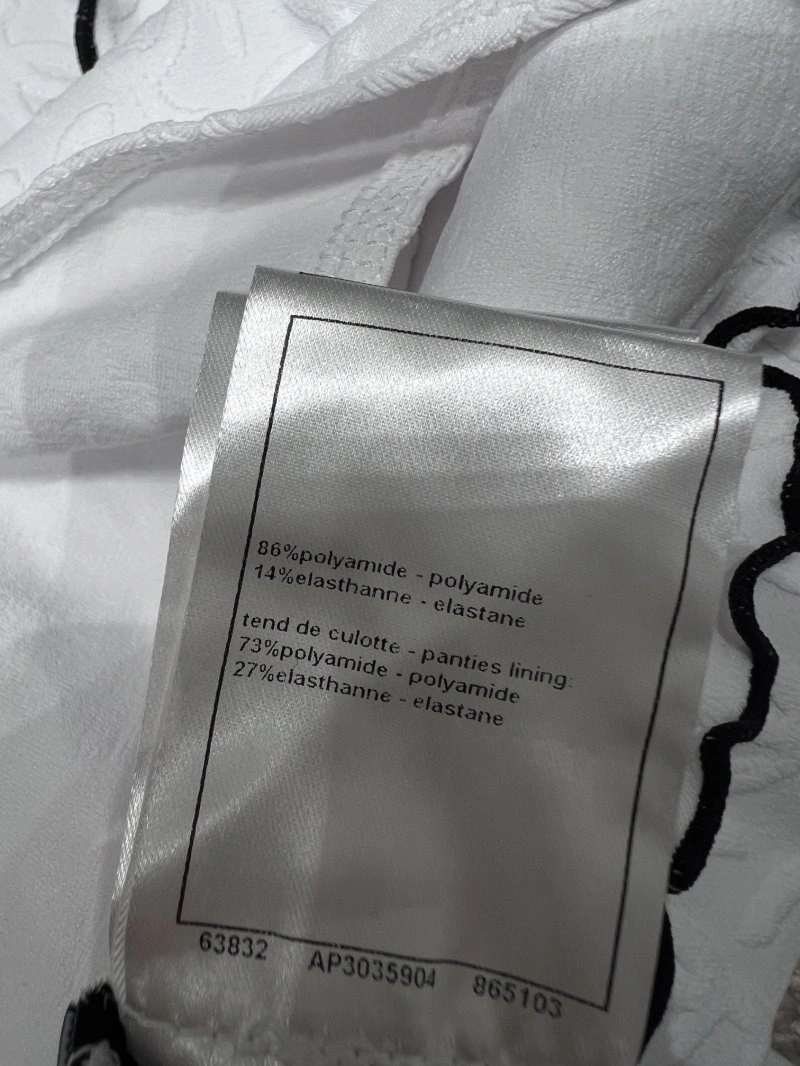 86%polyamide - polyamide
14%elasthanne - elastane
tend de culotte - panties lining:
73%polyamide - polyamide
27%elasthanne - elastane
63832 AP3035904 865103